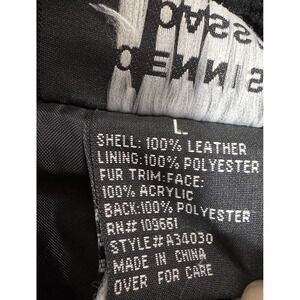 L
SHELL: 100% LEATHER
LINING: 100% POLYESTER
FUR TRIM: FACE:
100% ACRYLIC
BACK: 100% POLYESTER
RN# 109661
STYLE# A34030
MADE IN CHINA
OVER FOR CARE